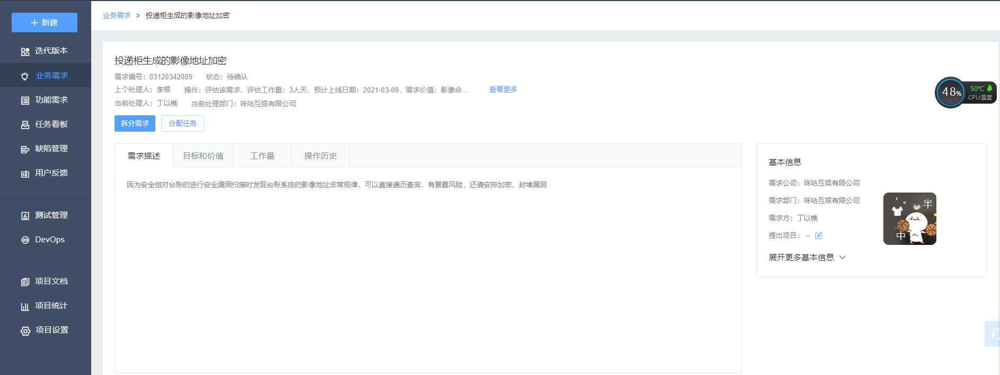 新建
迭代版本
业务需求
功能需求
任务看板
缺陷管理
用户反馈
测试管理
DevOps
项目文档
项目统计
项目设置
业务需求 > 投递柜生成的影像地址加密
投递柜生成的影像地址加密
需求编号：03120342089 状态：待确认
上个处理人：李根 操作：评估该需求，评估工作量：3人天，预计上线日期：2021-03-09，需求价值：影像命... 查看更多
当前处理人：丁以樵 当前处理部门：咪咕互娱有限公司
拆分需求 分配任务
需求描述 目标和价值 工作量 操作历史
因为安全组对台账的进行安全漏洞扫描时发现台账系统的影像地址非常规律，可以直接遍历查询，有暴露风险，还请安排加密，封堵漏洞
基本信息
需求公司：咪咕互娱有限公司
需求部门：咪咕互娱有限公司
需求方：丁以樵
提出项目： --
展开更多基本信息
48%
50℃
CPU温度
半
中